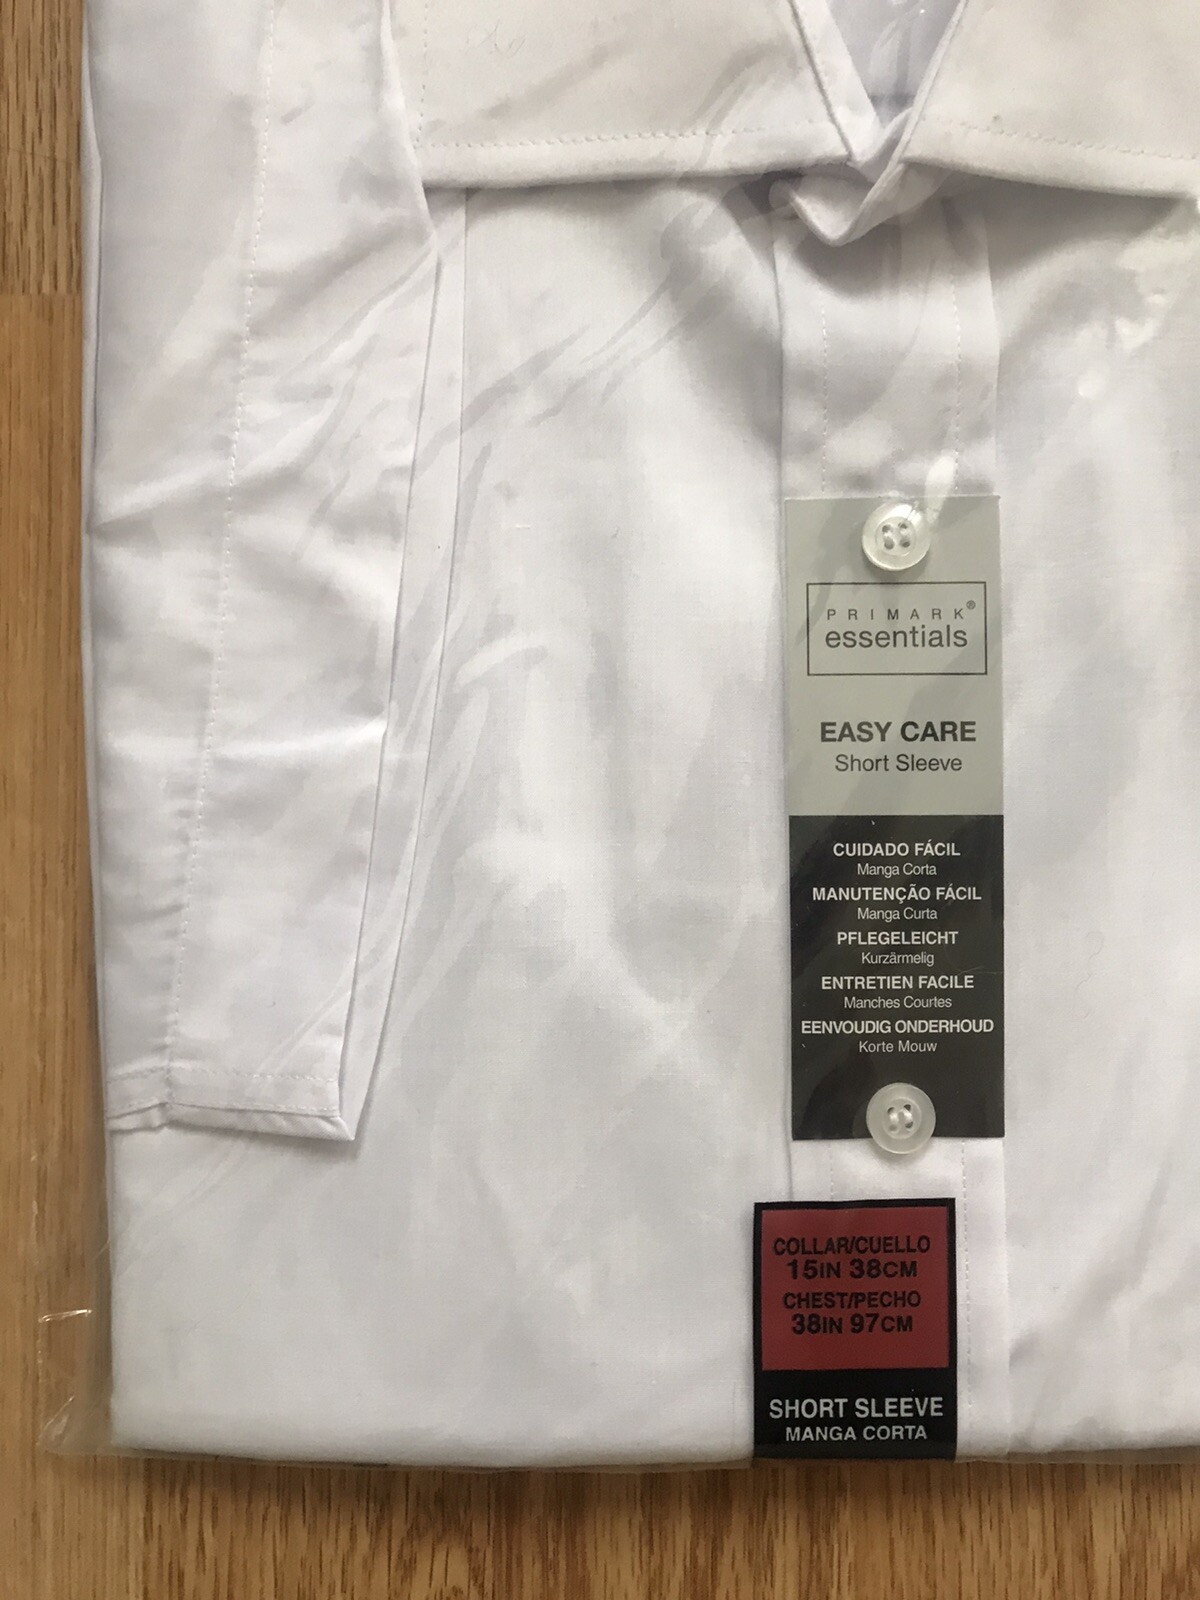 PRIMARK®
essentials
EASY CARE
Short Sleeve
CUIDADO FÁCIL
Manga Corta
MANUTENÇÃO FÁCIL
Manga Curta
PFLEGELEICHT
Kurzärmelig
ENTRETIEN FACILE
Manches Courtes
EENVOUDIG ONDERHOUD
Korte Mouw
COLLAR/CUELLO
15IN 38CM
CHEST/PECHO
38IN 97CM
SHORT SLEEVE
MANGA CORTA